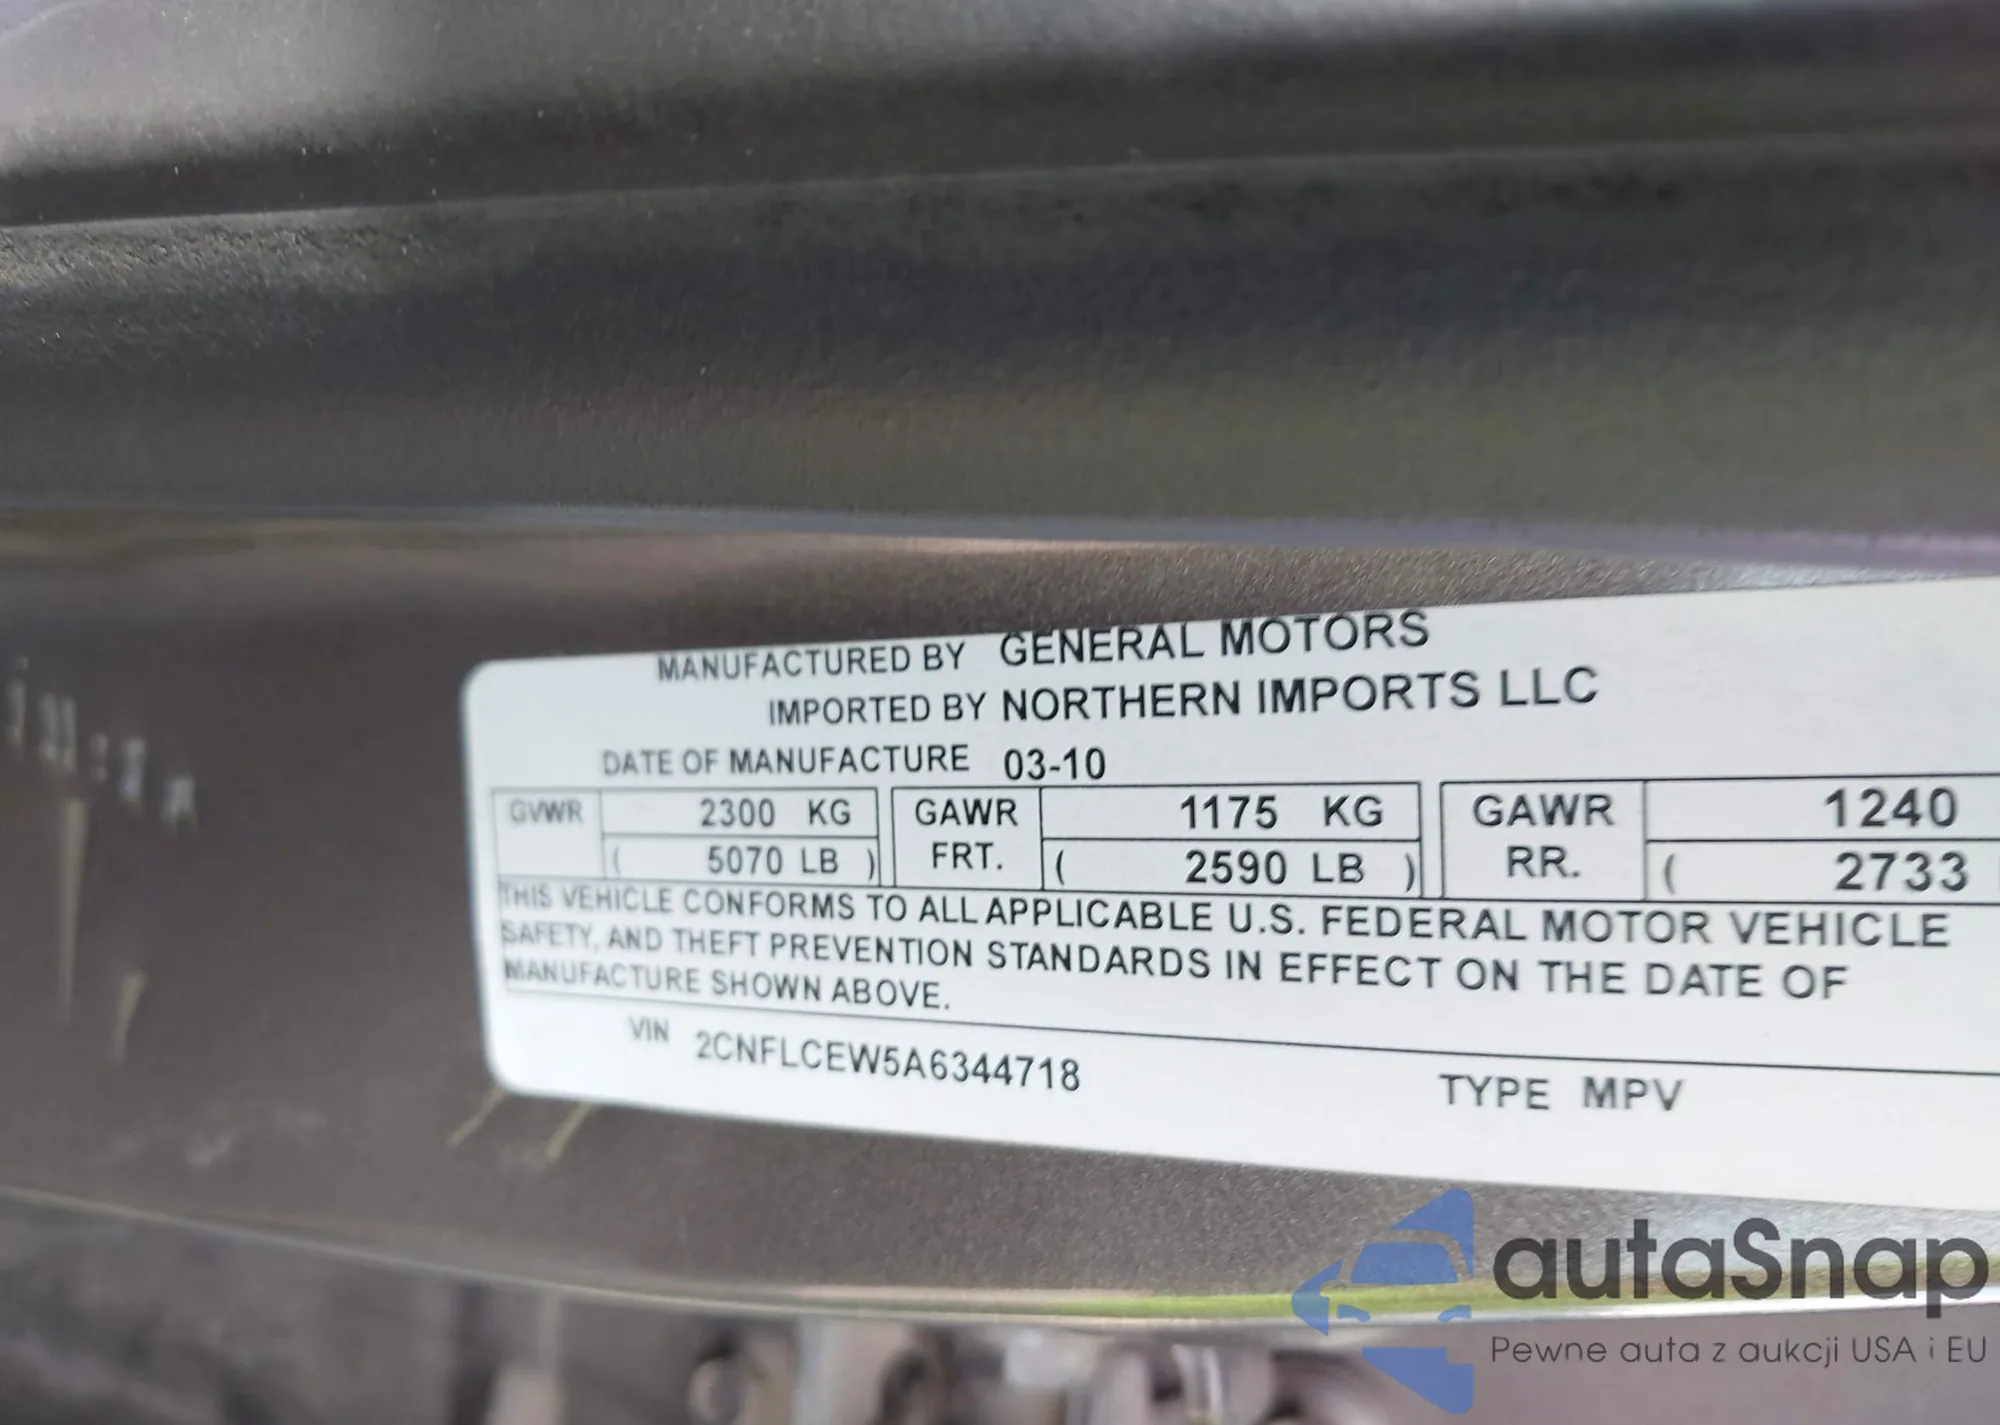 MANUFACTURED BY GENERAL MOTORS
IMPORTED BY NORTHERN IMPORTS LLC
DATE OF MANUFACTURE 03-10
GVWR 2300 KG GAWR 1175 KG GAWR 1240
( 5070 LB ) FRT. ( 2590 LB ) RR. ( 2733
THIS VEHICLE CONFORMS TO ALL APPLICABLE U.S. FEDERAL MOTOR VEHICLE
SAFETY, AND THEFT PREVENTION STANDARDS IN EFFECT ON THE DATE OF
MANUFACTURE SHOWN ABOVE.
VIN 2CNFLCEW5A6344718 TYPE MPV
autaSnap
Pewne auta z aukcji USA i EU